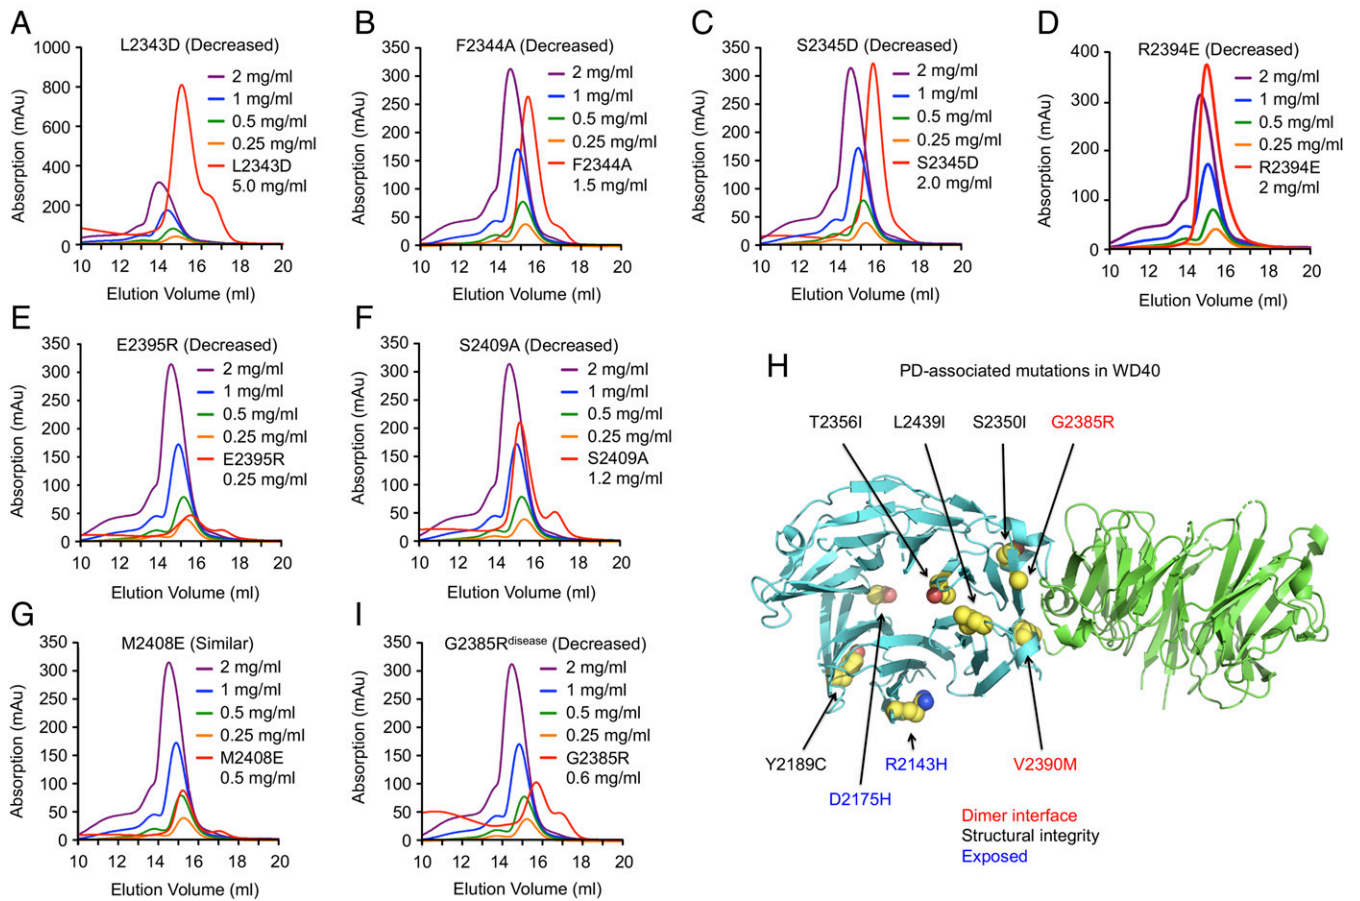 A
L2343D (Decreased)
1000
800
600
400
200
0
Absorption (mAu)
2 mg/ml
1 mg/ml
0.5 mg/ml
0.25 mg/ml
L2343D
5.0 mg/ml
10 12 14 16 18 20
Elution Volume (ml)
B
F2344A (Decreased)
350
300
250
200
150
100
50
0
Absorption (mAu)
2 mg/ml
1 mg/ml
0.5 mg/ml
0.25 mg/ml
F2344A
1.5 mg/ml
10 12 14 16 18 20
Elution Volume (ml)
C
S2345D (Decreased)
350
300
250
200
150
100
50
0
Absorption (mAu)
2 mg/ml
1 mg/ml
0.5 mg/ml
0.25 mg/ml
S2345D
2.0 mg/ml
10 12 14 16 18 20
Elution Volume (ml)
D
R2394E (Decreased)
400
300
200
100
0
Absorption (mAu)
2 mg/ml
1 mg/ml
0.5 mg/ml
0.25 mg/ml
R2394E
2 mg/ml
10 12 14 16 18 20
Elution Volume (ml)
E
E2395R (Decreased)
350
300
250
200
150
100
50
0
Absorption (mAu)
2 mg/ml
1 mg/ml
0.5 mg/ml
0.25 mg/ml
E2395R
0.25 mg/ml
10 12 14 16 18 20
Elution Volume (ml)
F
S2409A (Decreased)
350
300
250
200
150
100
50
0
Absorption (mAu)
2 mg/ml
1 mg/ml
0.5 mg/ml
0.25 mg/ml
S2409A
1.2 mg/ml
10 12 14 16 18 20
Elution Volume (ml)
G
M2408E (Similar)
350
300
250
200
150
100
50
0
Absorption (mAu)
2 mg/ml
1 mg/ml
0.5 mg/ml
0.25 mg/ml
M2408E
0.5 mg/ml
10 12 14 16 18 20
Elution Volume (ml)
I
G2385Rdisease (Decreased)
350
300
250
200
150
100
50
0
Absorption (mAu)
2 mg/ml
1 mg/ml
0.5 mg/ml
0.25 mg/ml
G2385R
0.6 mg/ml
10 12 14 16 18 20
Elution Volume (ml)
H
PD-associated mutations in WD40
T2356I L2439I S2350I G2385R
Y2189C R2143H V2390M
D2175H
Dimer interface
Structural integrity
Exposed